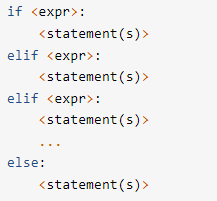 if <expr>:
    <statement(s)>
elif <expr>:
    <statement(s)>
elif <expr>:
    <statement(s)>
    ...
else:
    <statement(s)>